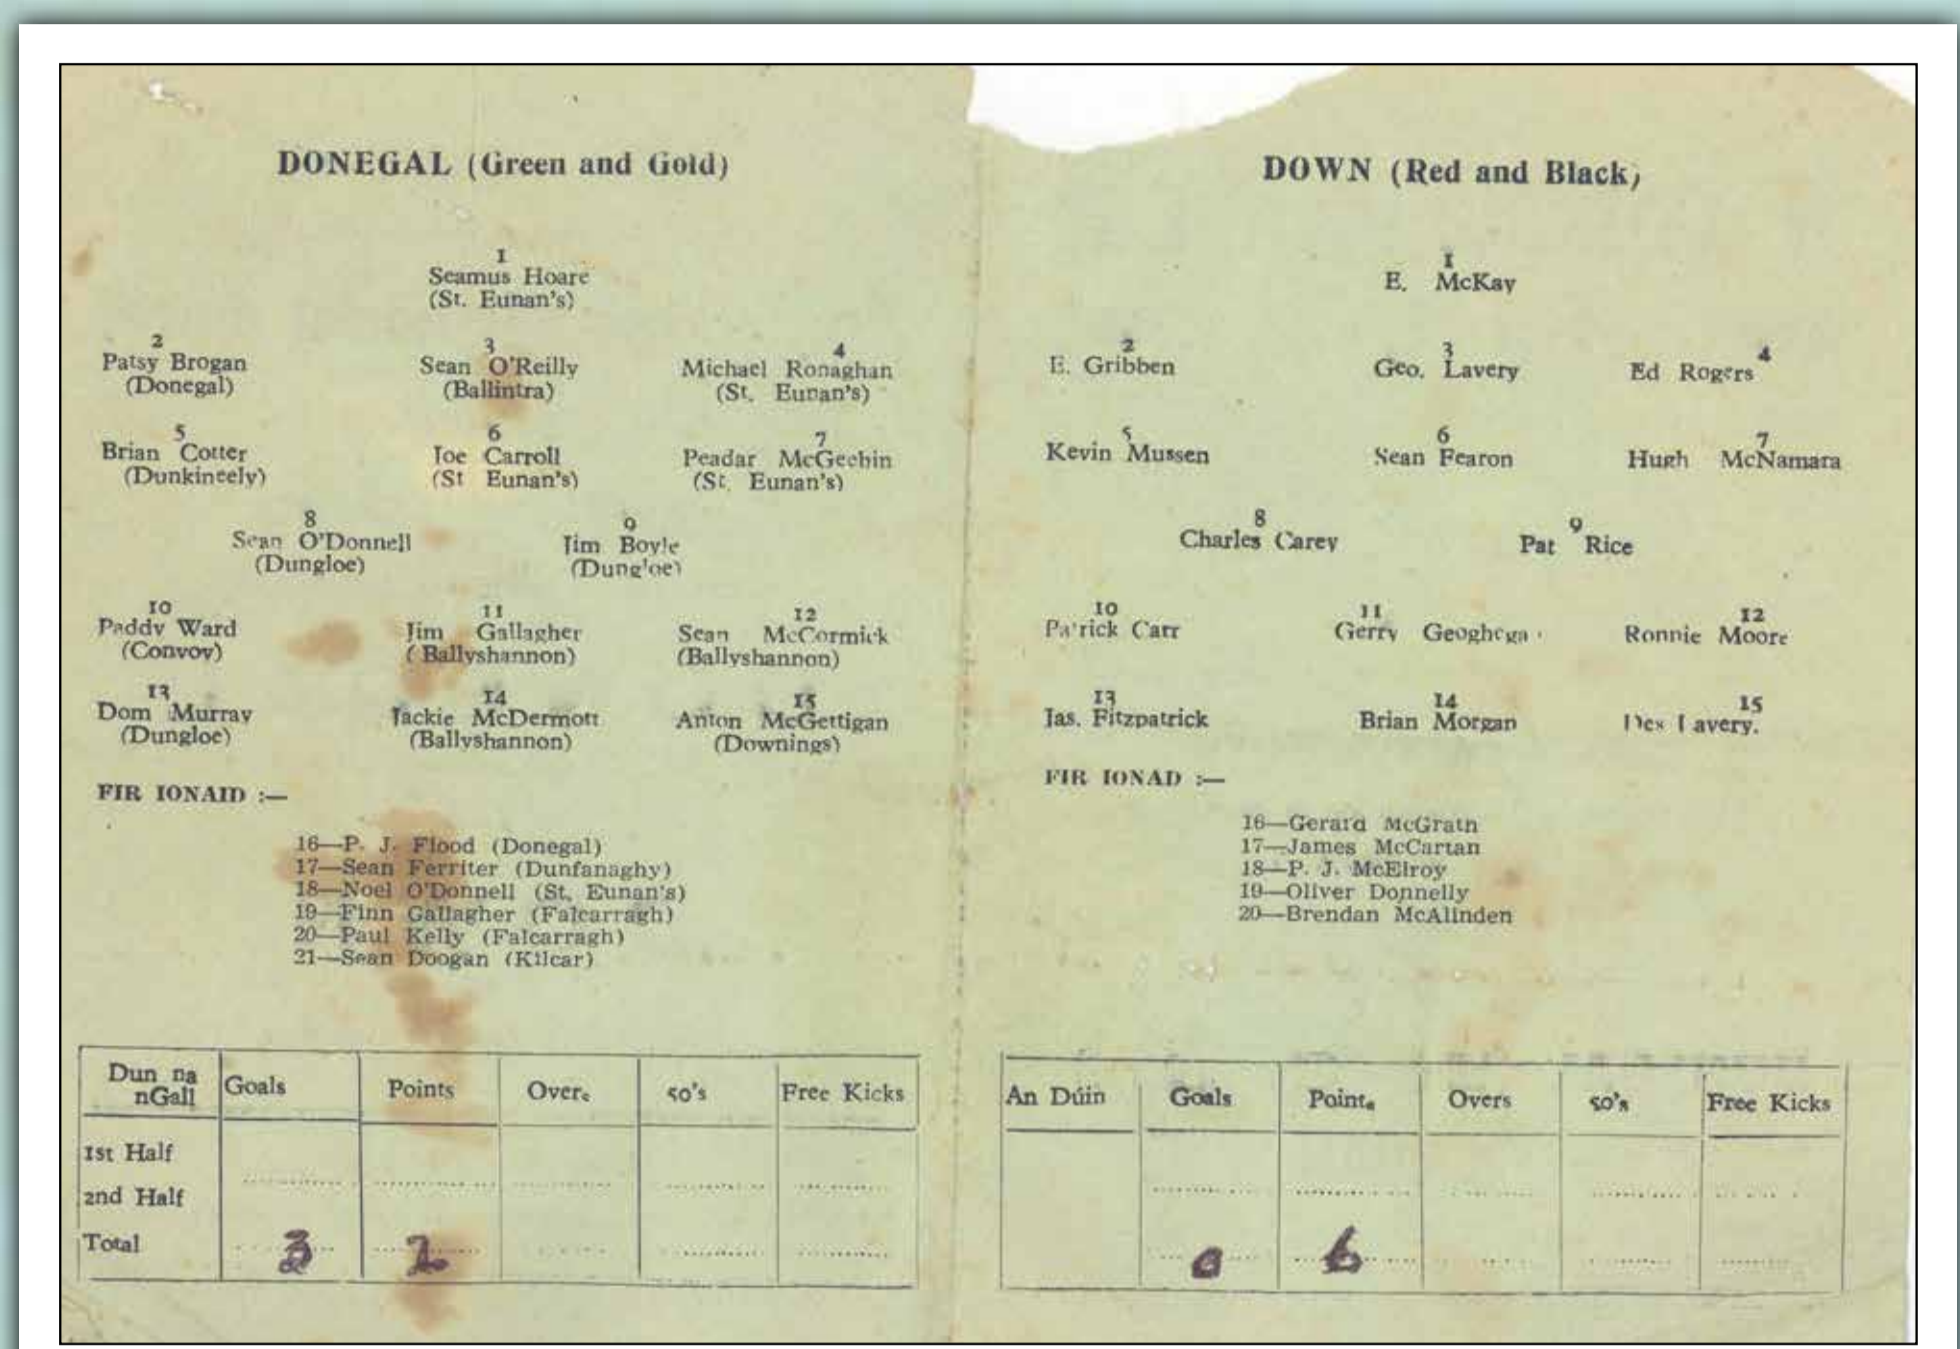 DONEGAL (Green and Gold)
1
Seamus Hoare
(St. Eunan's)
2 3 4
Patsy Brogan Sean O'Reilly Michael Ronaghan
(Donegal) (Ballintra) (St. Eunan's)
5 6 7
Brian Cotter Joe Carroll Peadar McGeehin
(Dunkineely) (St Eunan's) (St. Eunan's)
8 9
Sean O'Donnell Jim Boyle
(Dungloe) (Dungloe)
10 11 12
Paddy Ward Jim Gallagher Sean McCormick
(Convoy) (Ballyshannon) (Ballyshannon)
13 14 15
Dom Murray Jackie McDermott Anton McGettigan
(Dungloe) (Ballyshannon) (Downings)
FIR IONAID :—
16—P. J. Flood (Donegal)
17—Sean Ferriter (Dunfanaghy)
18—Noel O'Donnell (St. Eunan's)
19—Finn Gallagher (Falcarragh)
20—Paul Kelly (Falcarragh)
21—Sean Doogan (Kilcar)
Dun na nGall Goals Points Overs 50's Free Kicks
1st Half
2nd Half
Total 3 2
DOWN (Red and Black)
1
E. McKay
2 3 4
E. Gribben Geo. Lavery Ed Rogers
5 6 7
Kevin Mussen Sean Fearon Hugh McNamara
8 9
Charles Carey Pat Rice
10 11 12
Patrick Carr Gerry Geoghegan Ronnie Moore
13 14 15
Jas. Fitzpatrick Brian Morgan Des Lavery.
FIR IONAD :—
16—Gerard McGrath
17—James McCartan
18—P. J. McElroy
19—Oliver Donnelly
20—Brendan McAlinden
An Dúin Goals Points Overs 50's Free Kicks
0 6